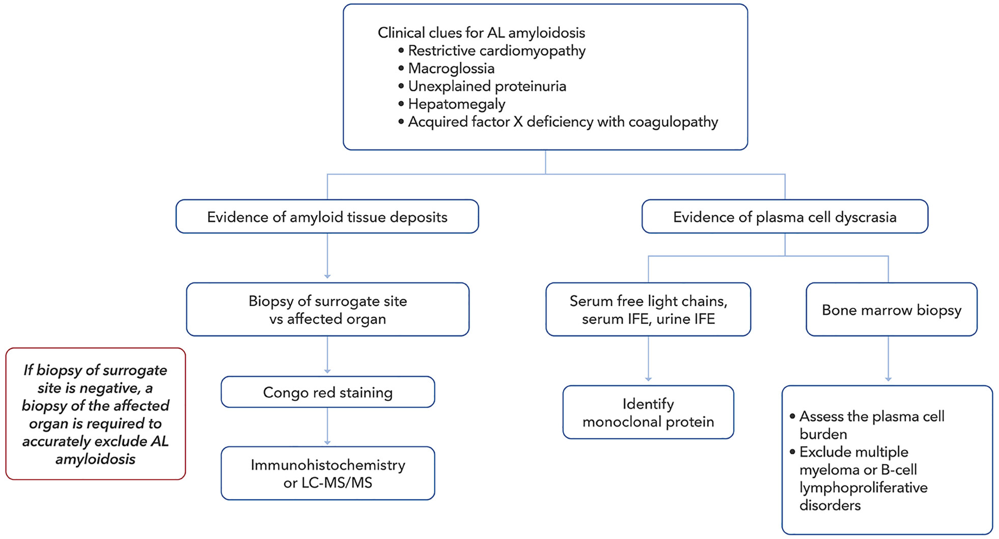 Clinical clues for AL amyloidosis
• Restrictive cardiomyopathy
• Macroglossia
• Unexplained proteinuria
• Hepatomegaly
• Acquired factor X deficiency with coagulopathy
Evidence of amyloid tissue deposits
Evidence of plasma cell dyscrasia
Biopsy of surrogate site
vs affected organ
Serum free light chains,
serum IFE, urine IFE
Bone marrow biopsy
If biopsy of surrogate
site is negative, a
biopsy of the affected
organ is required to
accurately exclude AL
amyloidosis
Congo red staining
Immunohistochemistry
or LC-MS/MS
Identify
monoclonal protein
• Assess the plasma cell
burden
• Exclude multiple
myeloma or B-cell
lymphoproliferative
disorders